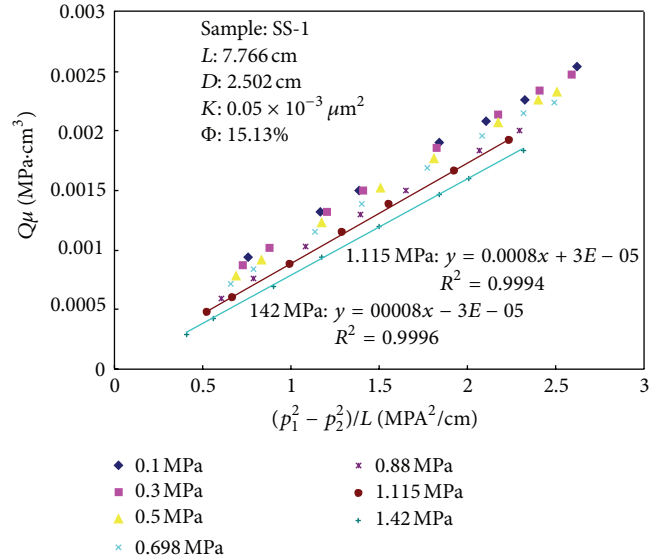 Sample: SS-1
L: 7.766 cm
D: 2.502 cm
K: 0.05 × 10⁻³ μm²
Φ: 15.13%
0.003
0.0025
0.002
0.0015
0.001
0.0005
0
Qμ (MPa·cm³)
1.115 MPa: y = 0.0008x + 3E − 05
R² = 0.9994
142 MPa: y = 00008x − 3E − 05
R² = 0.9996
0 0.5 1 1.5 2 2.5 3
(p₁² − p₂²)/L (MPA²/cm)
0.1 MPa
0.3 MPa
0.5 MPa
0.698 MPa
0.88 MPa
1.115 MPa
1.42 MPa